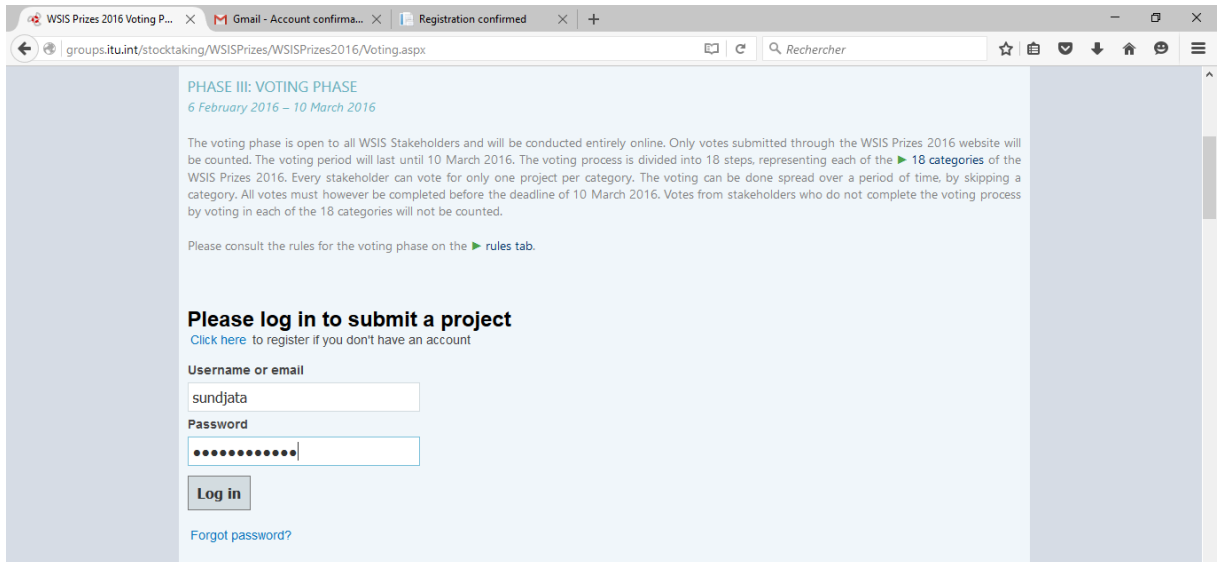 WSIS Prizes 2016 Voting P...
Gmail - Account confirma...
Registration confirmed
groups.itu.int/stocktaking/WSISPrizes/WSISPrizes2016/Voting.aspx
Rechercher
PHASE III: VOTING PHASE
6 February 2016 – 10 March 2016
The voting phase is open to all WSIS Stakeholders and will be conducted entirely online. Only votes submitted through the WSIS Prizes 2016 website will
be counted. The voting period will last until 10 March 2016. The voting process is divided into 18 steps, representing each of the ► 18 categories of the
WSIS Prizes 2016. Every stakeholder can vote for only one project per category. The voting can be done spread over a period of time, by skipping a
category. All votes must however be completed before the deadline of 10 March 2016. Votes from stakeholders who do not complete the voting process
by voting in each of the 18 categories will not be counted.
Please consult the rules for the voting phase on the ► rules tab.
Please log in to submit a project
Click here to register if you don't have an account
Username or email
sundjata
Password
●●●●●●●●●●●●
Log in
Forgot password?